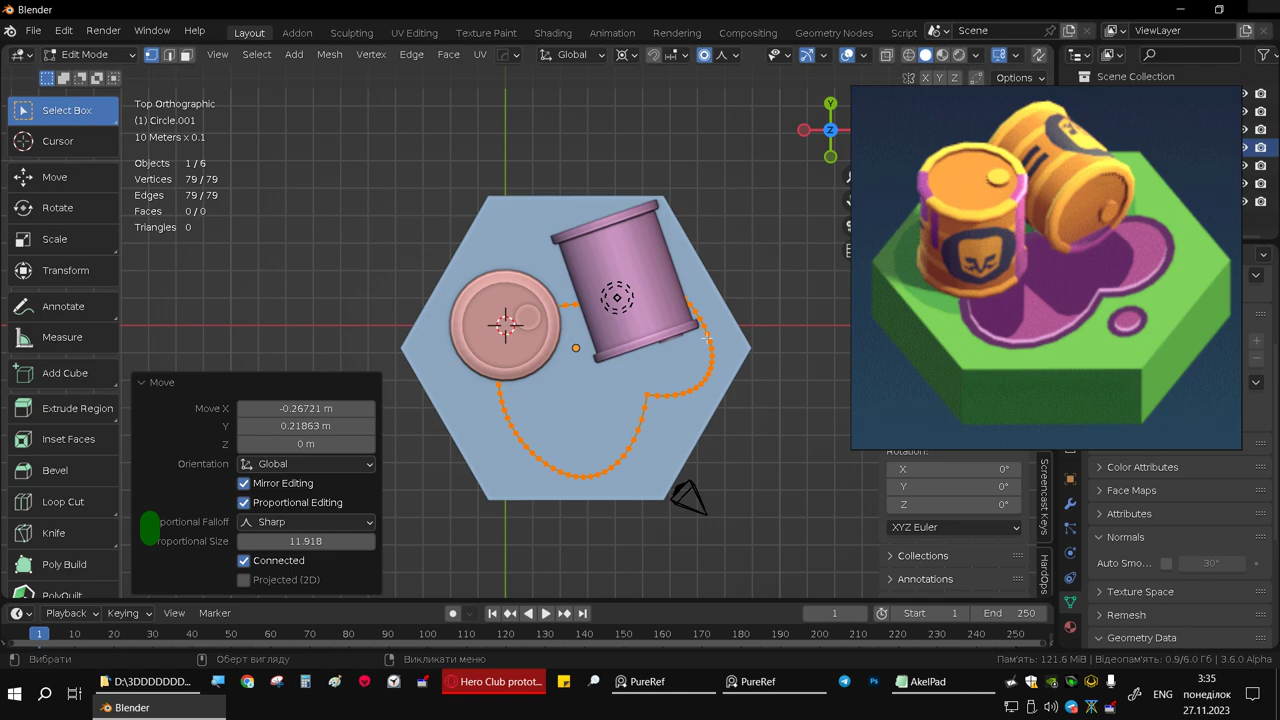 Blender
File Edit Render Window Help Layout Addon Sculpting UV Editing Texture Paint Shading Animation Rendering Compositing Geometry Nodes Script Scene ViewLayer
Edit Mode View Select Add Mesh Vertex Edge Face UV Global
X Y Z Options Scene Collection
Select Box
Cursor
Move
Rotate
Scale
Transform
Annotate
Measure
Add Cube
Extrude Region
Inset Faces
Bevel
Loop Cut
Knife
Poly Build
PolyQuilt
Top Orthographic
(1) Circle.001
10 Meters x 0.1
Objects 1/6
Vertices 79/79
Edges 79/79
Faces 0/0
Triangles 0
Y
Z
Move
Move X -0.26721 m
Y 0.21863 m
Z 0 m
Orientation Global
Mirror Editing
Proportional Editing
oportional Falloff Sharp
oportional Size 11.918
Connected
Projected (2D)
Rotation:
X 0°
Y 0°
Z 0°
XYZ Euler
Collections
Annotations
Screencast Keys
HardOps
Color Attributes
Face Maps
Attributes
Normals
Auto Smo... 30°
Texture Space
Remesh
Geometry Data
Playback Keying View Marker 1 Start 1 End 250
1 10 20 30 40 50 60 70 80 90 100 110 120 130 140 150 160 170 180 190 200 210 220 230 240 250
Вибрати Оберт вигляду Викликати меню Пам'ять: 121.6 MiB | Відеопам'ять: 0.9/6.0 Гі | 3.6.0 Alpha
D:\3DDDDDDD... Hero Club protot... PureRef PureRef AkelPad
Blender
ENG
3:35
понеділок
27.11.2023